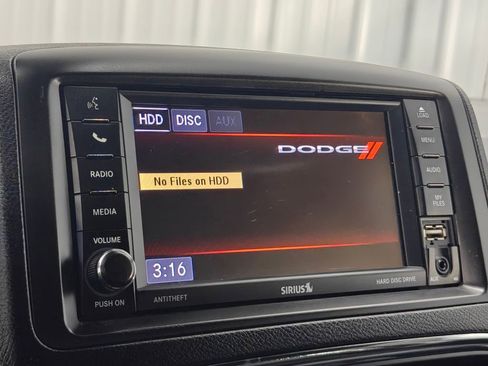 HDD DISC AUX
DODGE
No Files on HDD
3:16
RADIO
MEDIA
VOLUME
PUSH ON
ANTITHEFT
SIRIUS
HARD DISC DRIVE
LOAD
MENU
AUDIO
MY
FILES
AUX